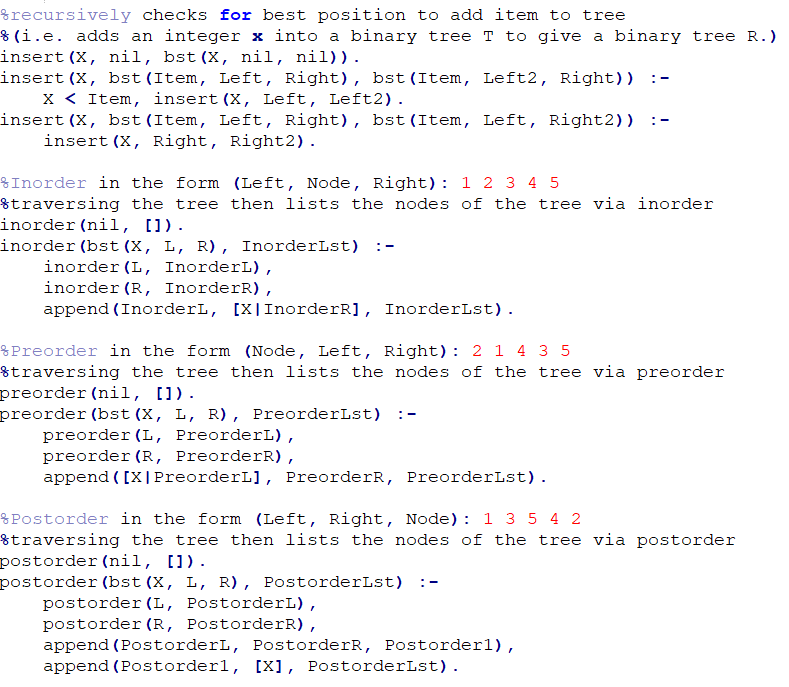 %recursively checks for best position to add item to tree
%(i.e. adds an integer x into a binary tree T to give a binary tree R.)
insert(X, nil, bst(X, nil, nil)).
insert(X, bst(Item, Left, Right), bst(Item, Left2, Right)) :-
    X < Item, insert(X, Left, Left2).
insert(X, bst(Item, Left, Right), bst(Item, Left, Right2)) :-
    insert(X, Right, Right2).

%Inorder in the form (Left, Node, Right): 1 2 3 4 5
%traversing the tree then lists the nodes of the tree via inorder
inorder(nil, []).
inorder(bst(X, L, R), InorderLst) :-
    inorder(L, InorderL),
    inorder(R, InorderR),
    append(InorderL, [X|InorderR], InorderLst).

%Preorder in the form (Node, Left, Right): 2 1 4 3 5
%traversing the tree then lists the nodes of the tree via preorder
preorder(nil, []).
preorder(bst(X, L, R), PreorderLst) :-
    preorder(L, PreorderL),
    preorder(R, PreorderR),
    append([X|PreorderL], PreorderR, PreorderLst).

%Postorder in the form (Left, Right, Node): 1 3 5 4 2
%traversing the tree then lists the nodes of the tree via postorder
postorder(nil, []).
postorder(bst(X, L, R), PostorderLst) :-
    postorder(L, PostorderL),
    postorder(R, PostorderR),
    append(PostorderL, PostorderR, Postorder1),
    append(Postorder1, [X], PostorderLst).